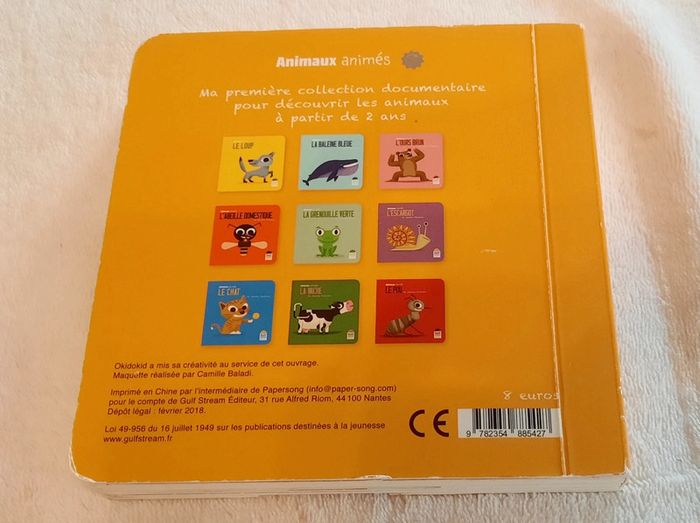 Animaux animés
Ma première collection documentaire
pour découvrir les animaux
à partir de 2 ans
LE LOUP
LA BALEINE BLEUE
L'OURS BRUN
L'ABEILLE DOMESTIQUE
LA GRENOUILLE VERTE
L'ESCARGOT
LE CHAT
LA VACHE
LE POU
Okidokid a mis sa créativité au service de cet ouvrage.
Maquette réalisée par Camille Baladi.
Imprimé en Chine par l'intermédiaire de Papersong (info@paper-song.com)
pour le compte de Gulf Stream Éditeur, 31 rue Alfred Riom, 44 100 Nantes
Dépôt légal : février 2018.
Loi 49-956 du 16 juillet 1949 sur les publications destinées à la jeunesse
www.gulfstream.fr
8 euros
CE
9 782354 885427